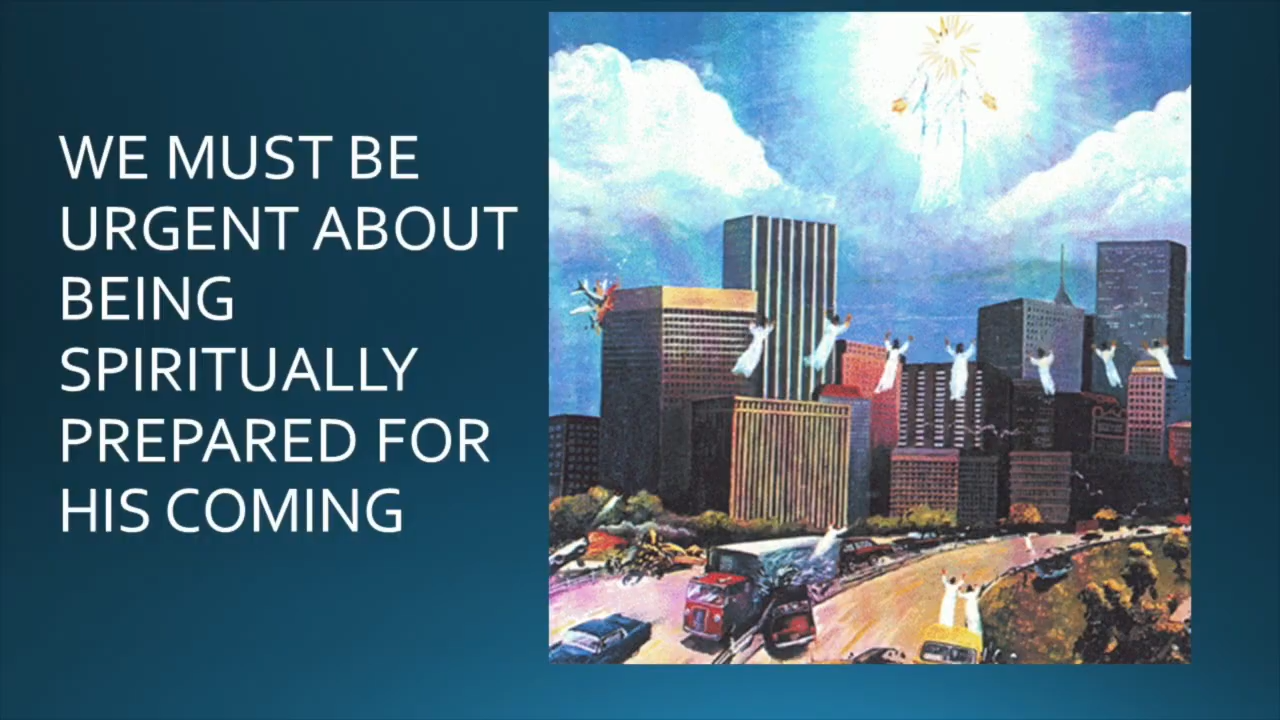 WE MUST BE
URGENT ABOUT
BEING
SPIRITUALLY
PREPARED FOR
HIS COMING